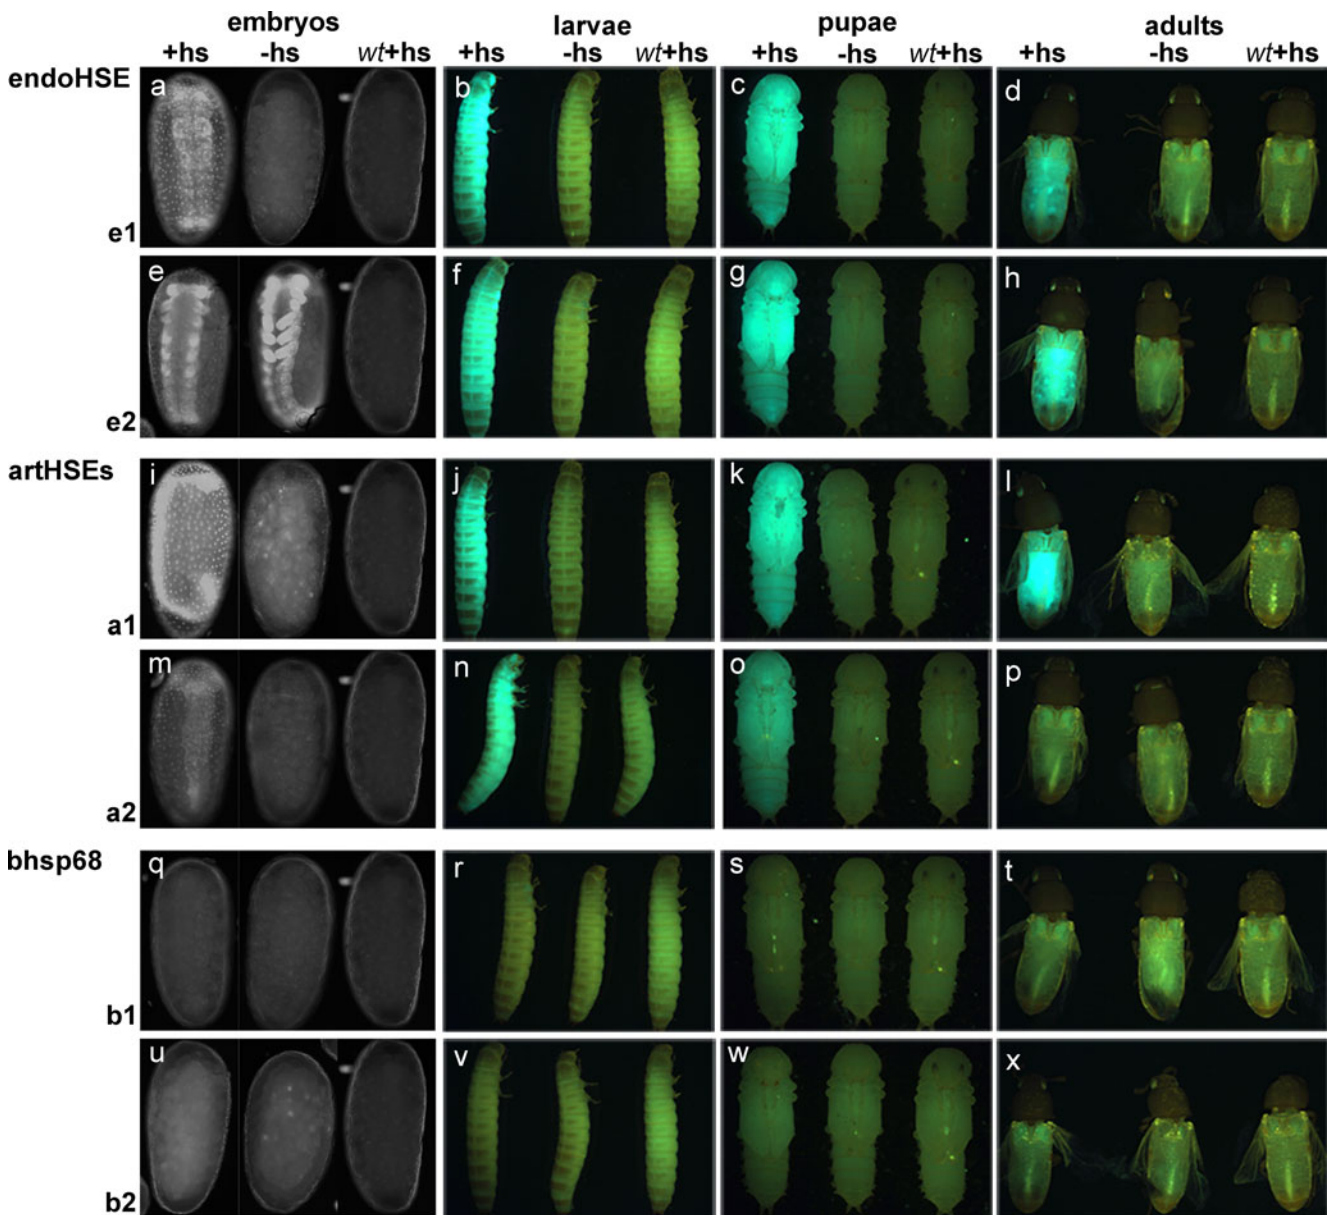 embryos larvae pupae adults
+hs -hs wt+hs +hs -hs wt+hs +hs -hs wt+hs +hs -hs wt+hs
endoHSE a b c d
e1
e f g h
e2
artHSEs i j k l
a1
m n o p
a2
bhsp68 q r s t
b1
u v w x
b2